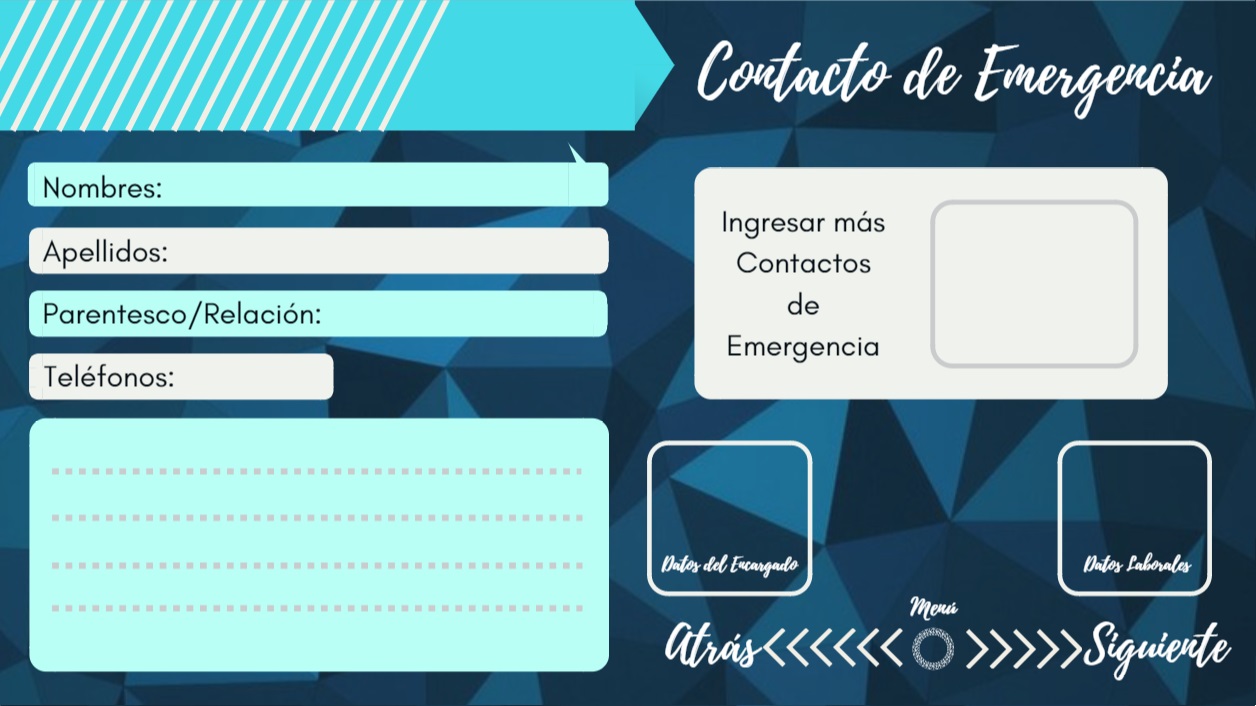 Contacto de Emergencia
Nombres:
Apellidos:
Parentesco/Relación:
Teléfonos:
Ingresar más
Contactos
de
Emergencia
Datos del Encargado
Datos Laborales
Menú
Atrás
Siguiente